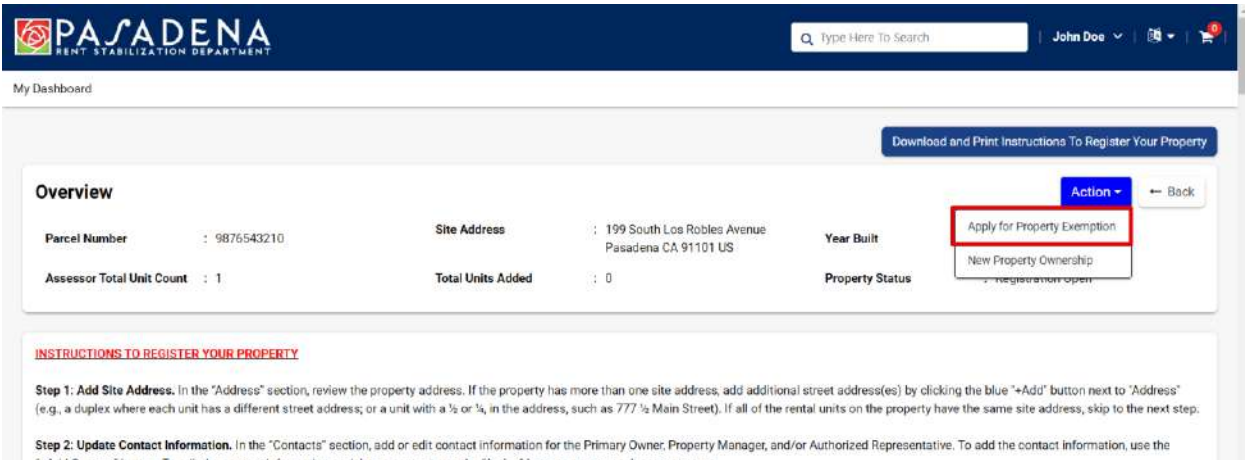 PASADENA
RENT STABILIZATION DEPARTMENT
Type Here To Search
John Doe
0
My Dashboard
Download and Print Instructions To Register Your Property
Overview
Action
← Back
Parcel Number : 9876543210
Site Address : 199 South Los Robles Avenue
Pasadena CA 91101 US
Year Built
Apply for Property Exemption
New Property Ownership
Assessor Total Unit Count : 1
Total Units Added : 0
Property Status : Registration Open
INSTRUCTIONS TO REGISTER YOUR PROPERTY
Step 1: Add Site Address. In the "Address" section, review the property address. If the property has more than one site address, add additional street address(es) by clicking the blue "+Add" button next to "Address"
(e.g., a duplex where each unit has a different street address; or a unit with a ½ or ¼, in the address, such as 777 ½ Main Street). If all of the rental units on the property have the same site address, skip to the next step.
Step 2: Update Contact Information. In the "Contacts" section, add or edit contact information for the Primary Owner, Property Manager, and/or Authorized Representative. To add the contact information, use the